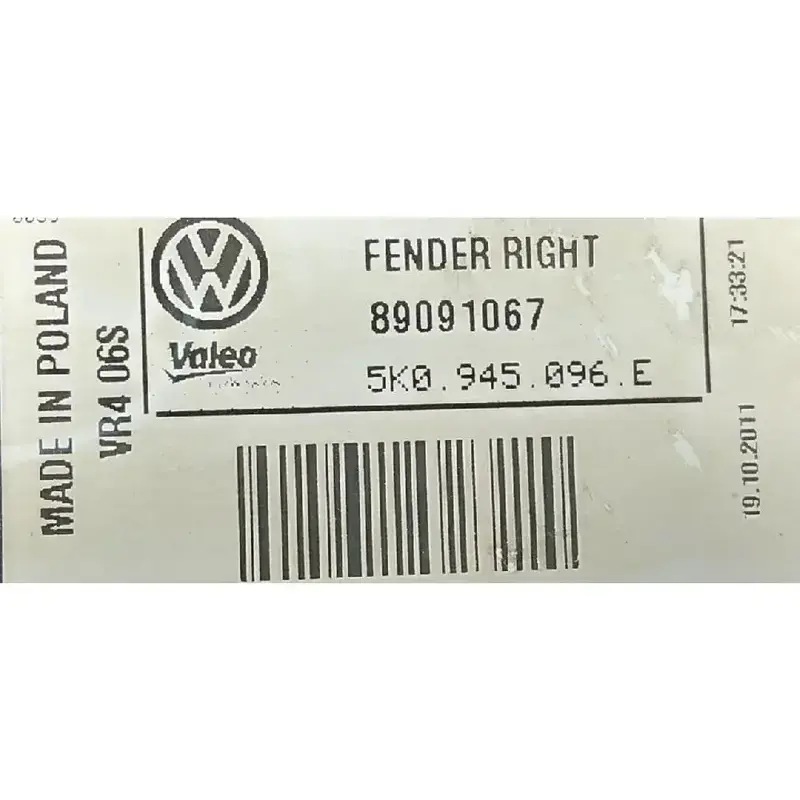 MADE IN POLAND
VR4 06S
Valeo
FENDER RIGHT
89091067
5K0.945.096.E
17:33:21
19.10.2011